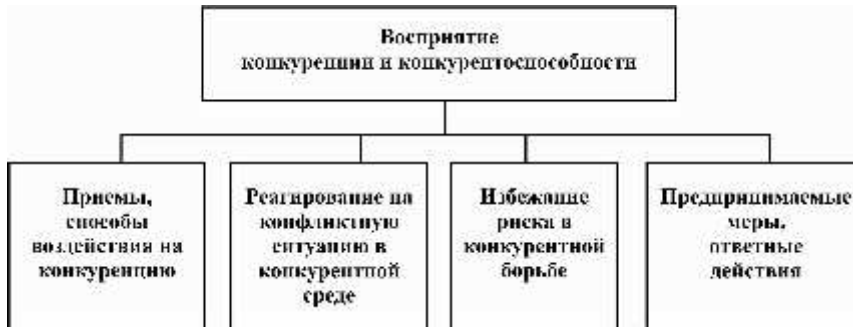 Восприятие
конкуренции и конкурентоспособности
Приемы,
способы
воздействия на
конкуренцию
Реагирование на
конфликтную
ситуацию в
конкурентной
среде
Избежание
риска в
конкурентной
борьбе
Предпринимаемые
меры,
ответные
действия